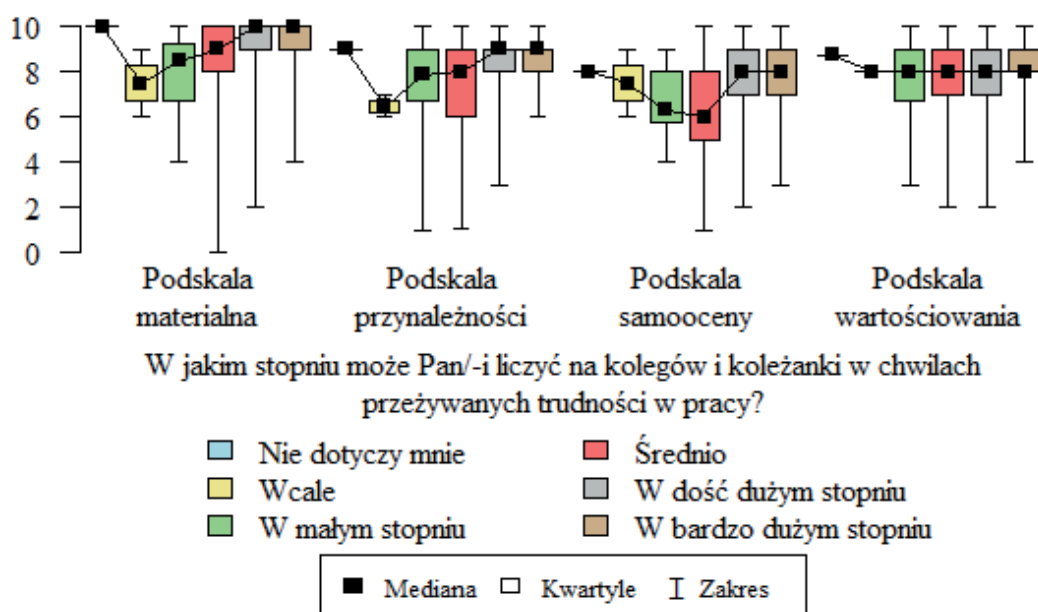 10
8
6
4
2
0
Podskala materialna
Podskala przynależności
Podskala samooceny
Podskala wartościowania
W jakim stopniu może Pan/-i liczyć na kolegów i koleżanki w chwilach
przeżywanych trudności w pracy?
Nie dotyczy mnie
Wcale
W małym stopniu
Średnio
W dość dużym stopniu
W bardzo dużym stopniu
Mediana Kwartyle Zakres